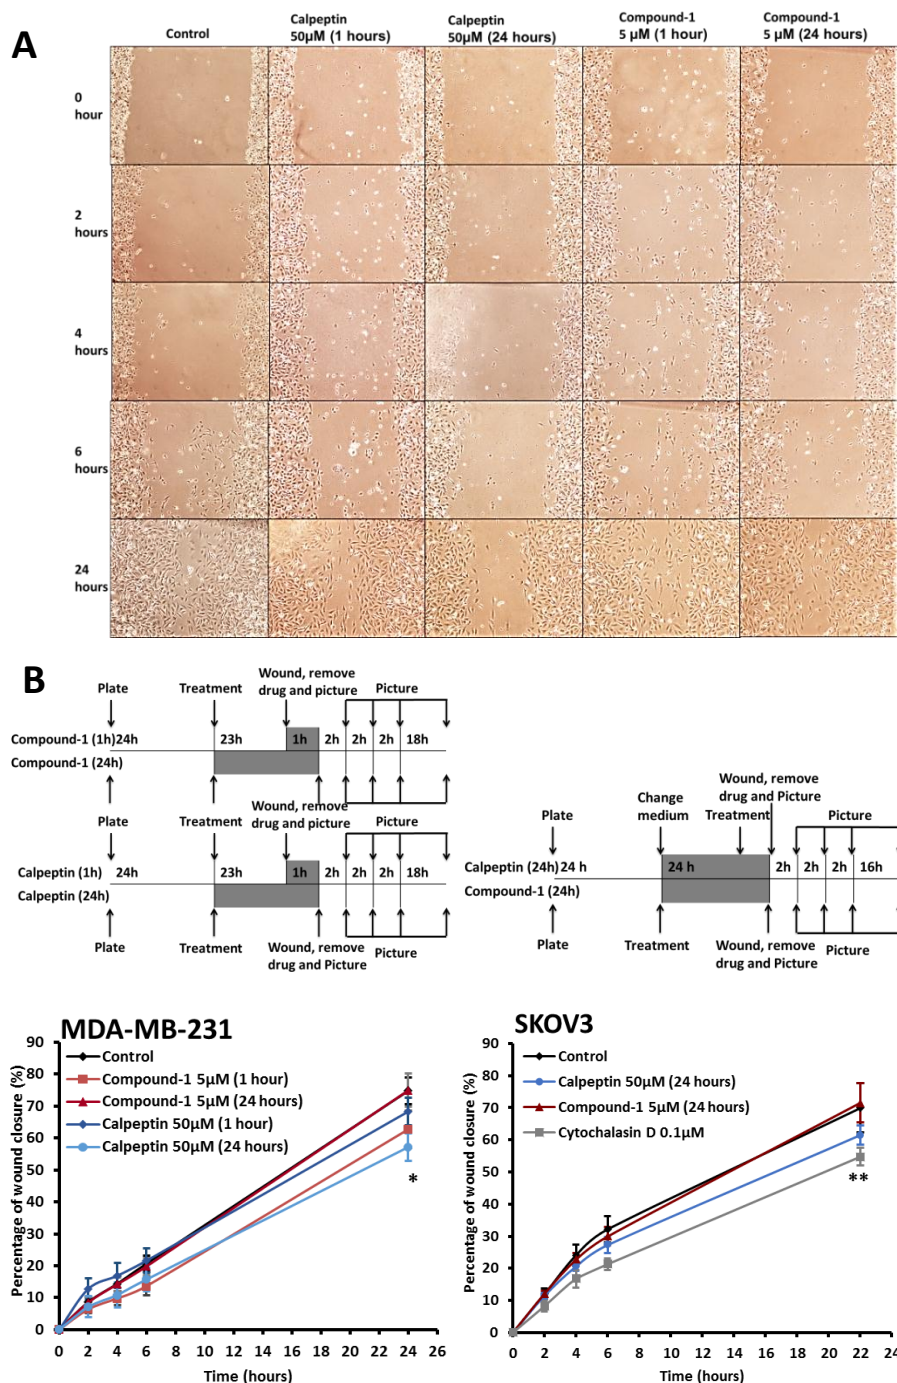 A
Control
Calpeptin
50μM (1 hours)
Calpeptin
50μM (24 hours)
Compound-1
5 μM (1 hour)
Compound-1
5 μM (24 hours)
0
hour
2
hours
4
hours
6
hours
24
hours
B
Plate
Treatment
Wound, remove
drug and picture
Picture
Compound-1 (1h)
24h
23h
1h
2h
2h
2h
18h
Compound-1 (24h)
Plate
Treatment
Wound, remove
drug and picture
Picture
Calpeptin (1h)
24h
23h
1h
2h
2h
2h
18h
Calpeptin (24h)
Plate
Treatment
Wound, remove
drug and Picture
Picture
Plate
Change
medium
Wound, remove
drug and Picture
Treatment
Picture
Calpeptin (24h)
24 h
24 h
2h
2h
2h
16h
Compound-1 (24h)
Plate
Treatment
Wound, remove
drug and Picture
Picture
MDA-MB-231
Control
Compound-1 5μM (1 hour)
Compound-1 5μM (24 hours)
Calpeptin 50μM (1 hour)
Calpeptin 50μM (24 hours)
Percentage of wound closure (%)
90
80
70
60
50
40
30
20
10
0
*
0 2 4 6 8 10 12 14 16 18 20 22 24 26
Time (hours)
SKOV3
Control
Calpeptin 50μM (24 hours)
Compound-1 5μM (24 hours)
Cytochalasin D 0.1μM
Percentage of wound closure (%)
90
80
70
60
50
40
30
20
10
0
**
0 2 4 6 8 10 12 14 16 18 20 22 24
Time (hours)